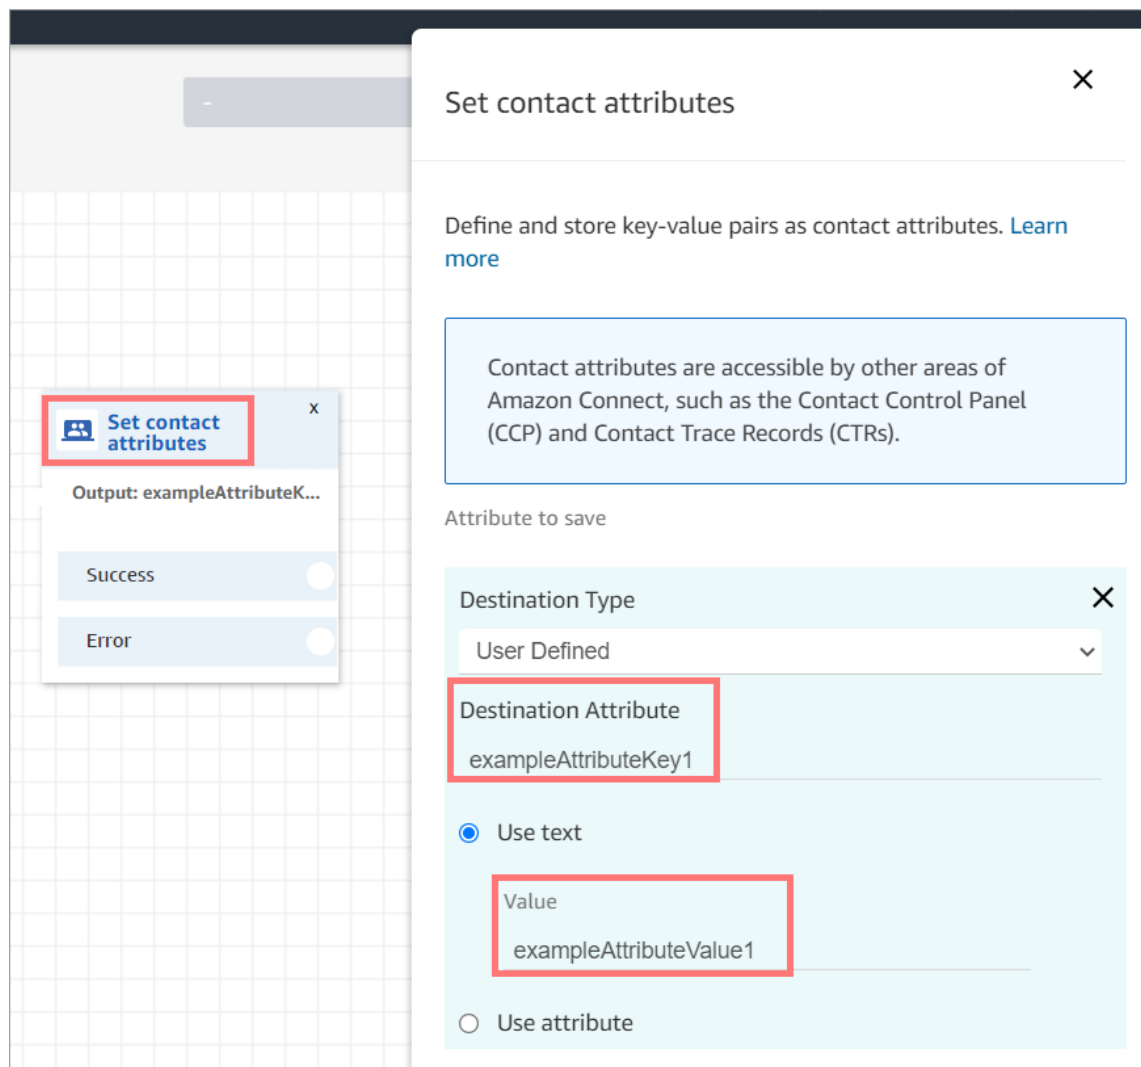 -
Set contact attributes
Define and store key-value pairs as contact attributes. Learn
more
Contact attributes are accessible by other areas of
Amazon Connect, such as the Contact Control Panel
(CCP) and Contact Trace Records (CTRs).
Set contact
attributes
x
Output: exampleAttributeK...
Success
Error
Attribute to save
Destination Type
User Defined
Destination Attribute
exampleAttributeKey1
Use text
Value
exampleAttributeValue1
Use attribute